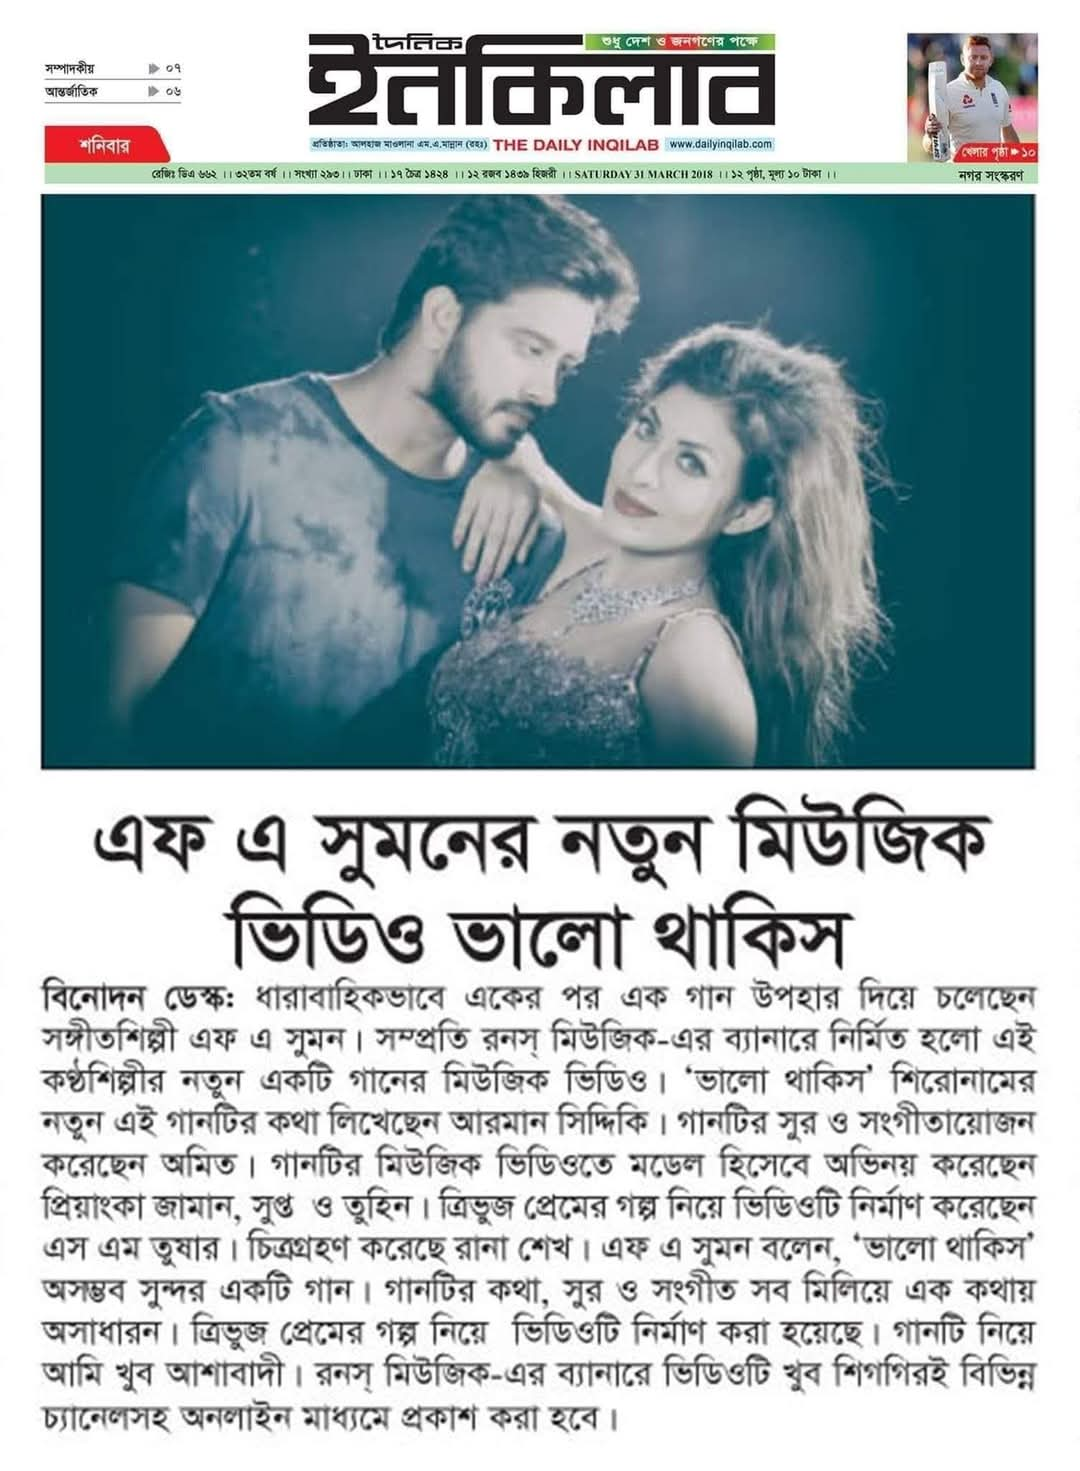 দৈনিক
শুধু দেশ ও জনগণের পক্ষে
ইনকিলাব
সম্পাদকীয় ০৭
আন্তর্জাতিক ০৬
শনিবার
প্রতিষ্ঠাতা: আলহাজ মাওলানা এম.এ.মান্নান (রহঃ) THE DAILY INQILAB www.dailyinqilab.com
খেলার পৃষ্ঠা ১০
রেজিঃ ডিএ ৬৬২ ।। ৩২তম বর্ষ ।। সংখ্যা ২৯৩।। ঢাকা ।। ১৭ চৈত্র ১৪২৪ ।। ১২ রজব ১৪৩৯ হিজরী ।। SATURDAY 31 MARCH 2018 ।। ১২ পৃষ্ঠা, মূল্য ১০ টাকা ।। নগর সংস্করণ
এফ এ সুমনের নতুন মিউজিক
ভিডিও ভালো থাকিস
বিনোদন ডেস্ক: ধারাবাহিকভাবে একের পর এক গান উপহার দিয়ে চলেছেন
সঙ্গীতশিল্পী এফ এ সুমন। সম্প্রতি রনস্ মিউজিক-এর ব্যানারে নির্মিত হলো এই
কণ্ঠশিল্পীর নতুন একটি গানের মিউজিক ভিডিও। ‘ভালো থাকিস’ শিরোনামের
নতুন এই গানটির কথা লিখেছেন আরমান সিদ্দিকি। গানটির সুর ও সংগীতায়োজন
করেছেন অমিত। গানটির মিউজিক ভিডিওতে মডেল হিসেবে অভিনয় করেছেন
প্রিয়াংকা জামান, সুপ্ত ও তুহিন। ত্রিভুজ প্রেমের গল্প নিয়ে ভিডিওটি নির্মাণ করেছেন
এস এম তুষার। চিত্রগ্রহণ করেছে রানা শেখ। এফ এ সুমন বলেন, ‘ভালো থাকিস’
অসম্ভব সুন্দর একটি গান। গানটির কথা, সুর ও সংগীত সব মিলিয়ে এক কথায়
অসাধারন। ত্রিভুজ প্রেমের গল্প নিয়ে ভিডিওটি নির্মাণ করা হয়েছে। গানটি নিয়ে
আমি খুব আশাবাদী। রনস্ মিউজিক-এর ব্যানারে ভিডিওটি খুব শিগগিরই বিভিন্ন
চ্যানেলসহ অনলাইন মাধ্যমে প্রকাশ করা হবে।